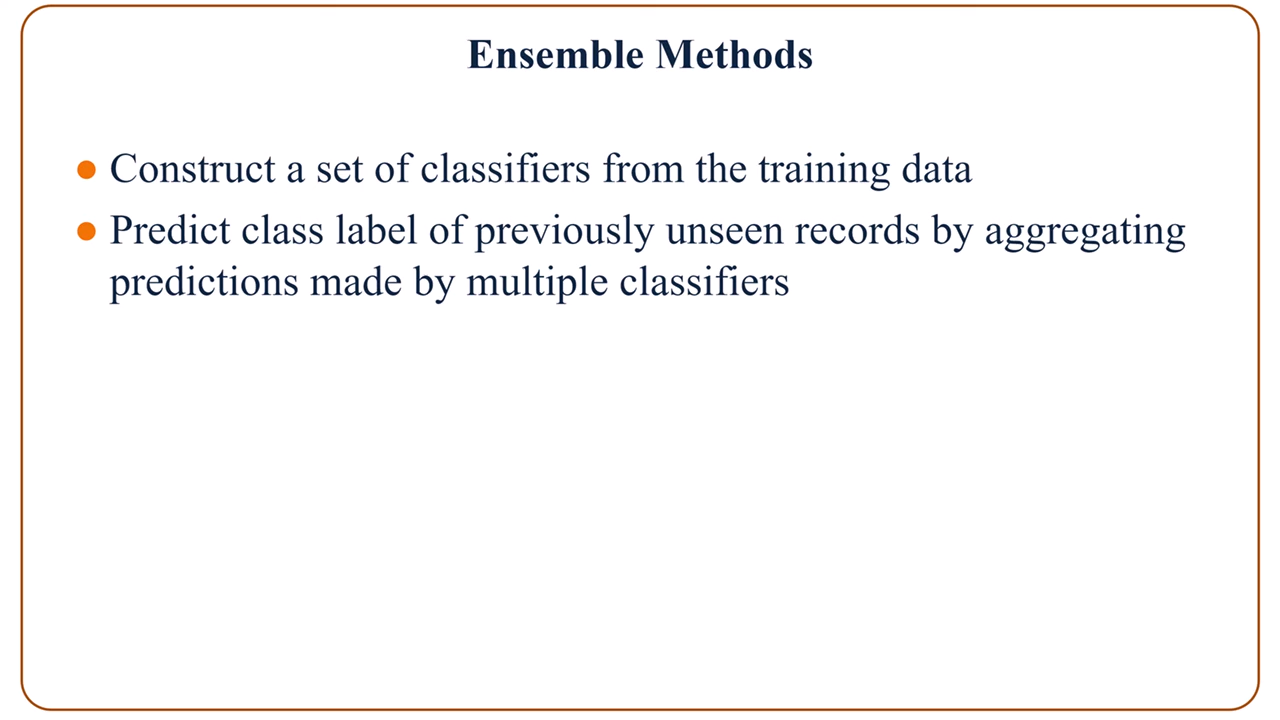 Ensemble Methods
● Construct a set of classifiers from the training data
● Predict class label of previously unseen records by aggregating
predictions made by multiple classifiers